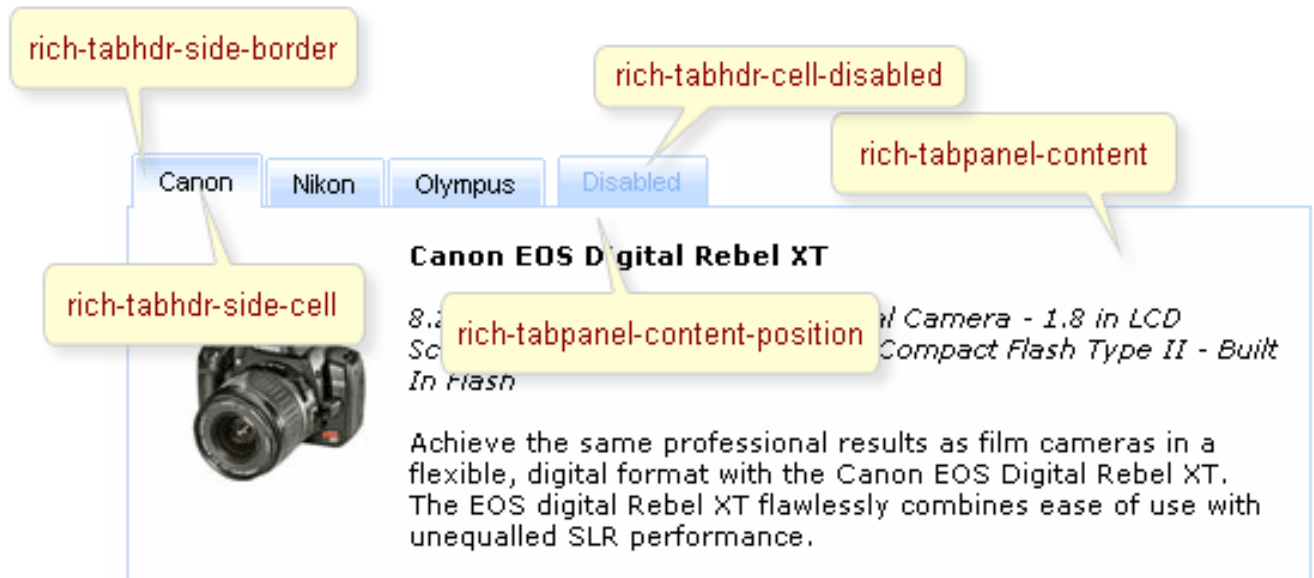 rich-tabhdr-side-border
rich-tabhdr-cell-disabled
rich-tabpanel-content
Canon Nikon Olympus Disabled
Canon EOS Digital Rebel XT
rich-tabhdr-side-cell
rich-tabpanel-content-position
Camera - 1.8 in LCD
Compact Flash Type II - Built
In Flash
Achieve the same professional results as film cameras in a
flexible, digital format with the Canon EOS Digital Rebel XT.
The EOS digital Rebel XT flawlessly combines ease of use with
unequalled SLR performance.